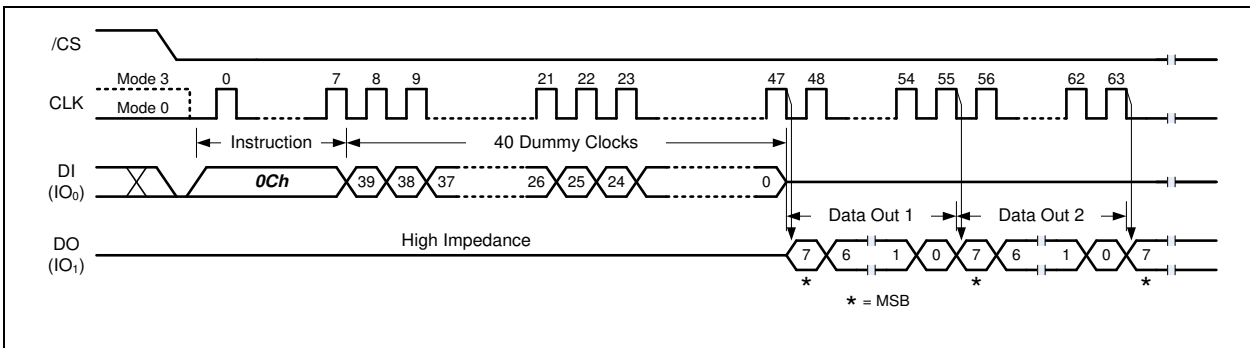 /CS
Mode 3 0 7 8 9 21 22 23 47 48 54 55 56 62 63
CLK
Mode 0
Instruction 40 Dummy Clocks
DI
(IO₀)
0Ch 39 38 37 26 25 24 0
Data Out 1 Data Out 2
DO
(IO₁)
High Impedance
7 6 1 0 7 6 1 0 7
* * *
* = MSB